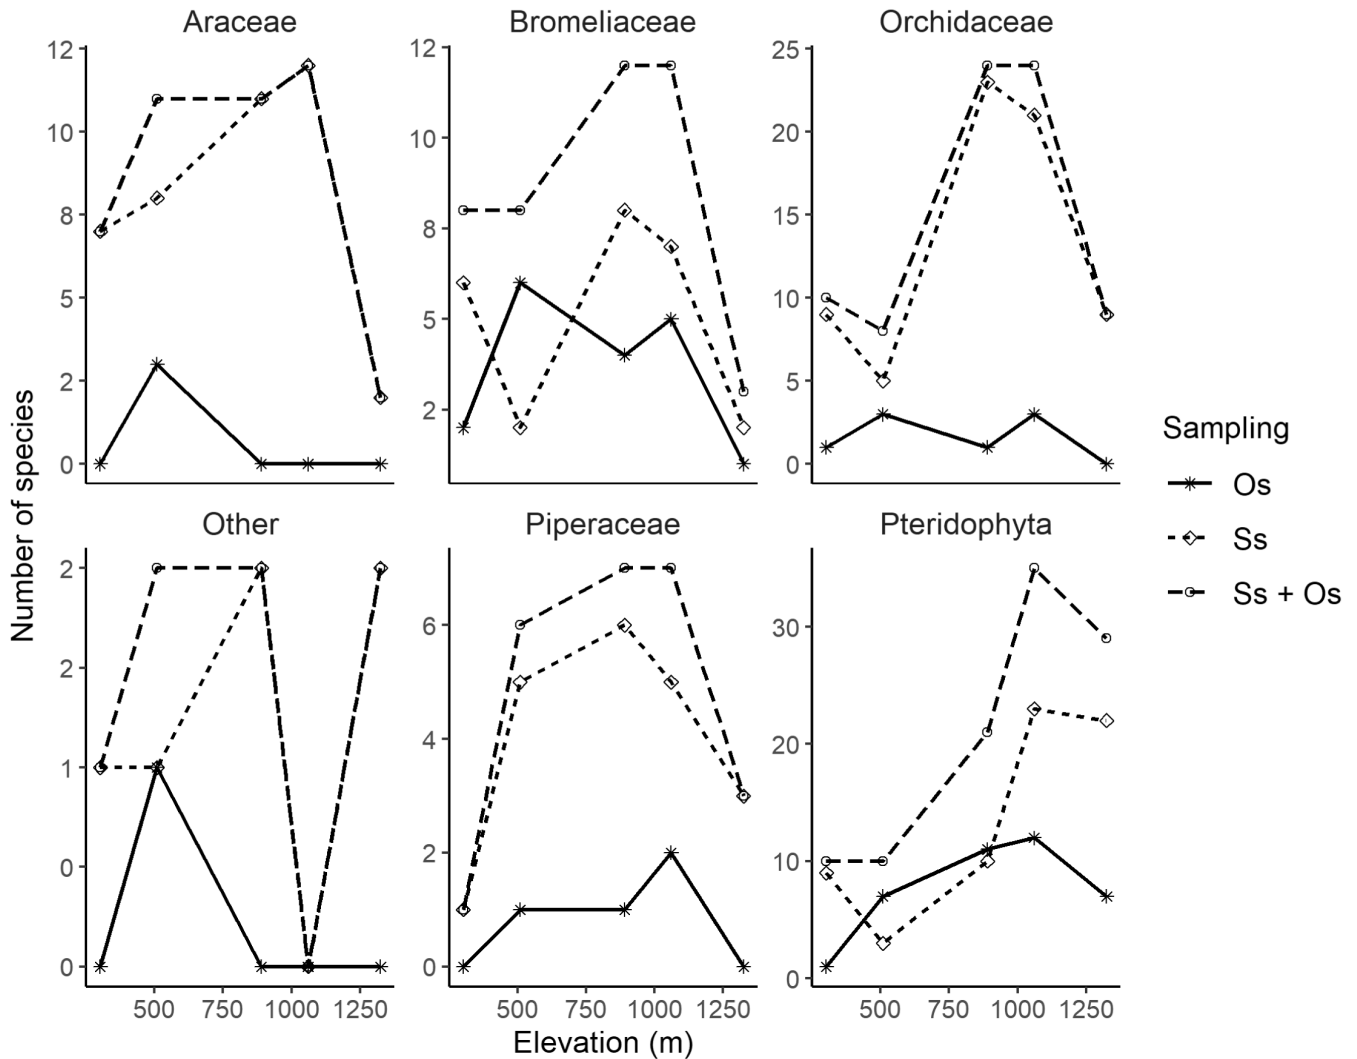 Araceae
Bromeliaceae
Orchidaceae
12
10
8
5
2
0
12
10
8
5
2
25
20
15
10
5
0
Number of species
Other
Piperaceae
Pteridophyta
2
2
1
0
0
6
4
2
0
30
20
10
0
500 750 1000 1250
500 750 1000 1250
500 750 1000 1250
Elevation (m)
Sampling
Os
Ss
Ss + Os